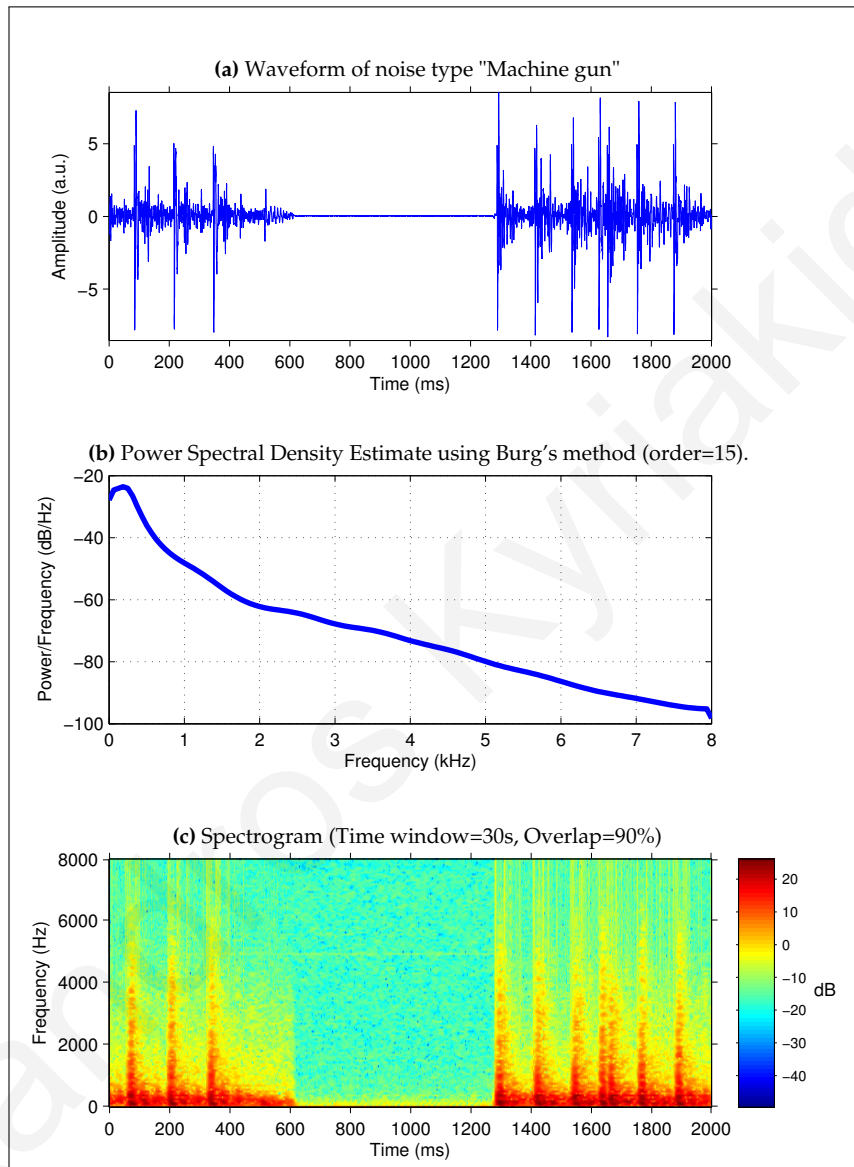 (a) Waveform of noise type "Machine gun"
5
0
−5
Amplitude (a.u.)
0 200 400 600 800 1000 1200 1400 1600 1800 2000
Time (ms)
(b) Power Spectral Density Estimate using Burg's method (order=15).
−20
−40
−60
−80
−100
Power/Frequency (dB/Hz)
0 1 2 3 4 5 6 7 8
Frequency (kHz)
(c) Spectrogram (Time window=30s, Overlap=90%)
8000
6000
4000
2000
0
Frequency (Hz)
0 200 400 600 800 1000 1200 1400 1600 1800 2000
Time (ms)
20
10
0
−10
−20
−30
−40
dB